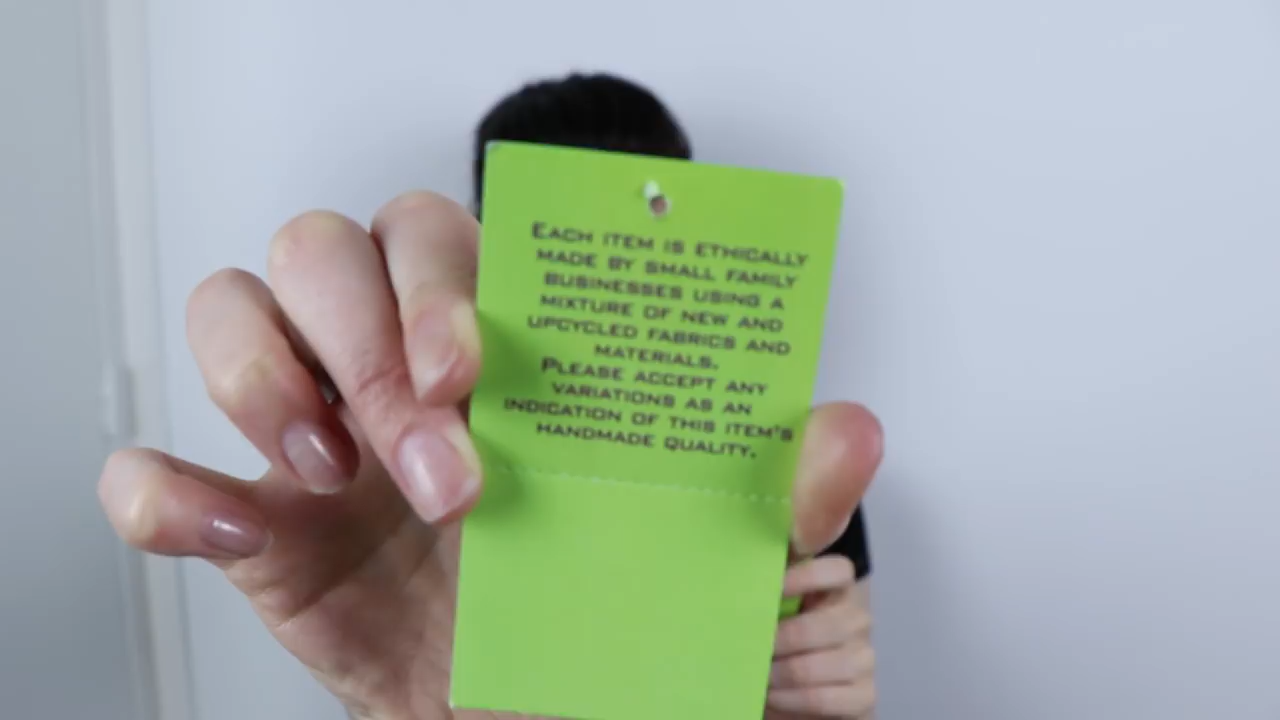 EACH ITEM IS ETHICALLY
MADE BY SMALL FAMILY
BUSINESSES USING A
MIXTURE OF NEW AND
UPCYCLED FABRICS AND
MATERIALS.
PLEASE ACCEPT ANY
VARIATIONS AS AN
INDICATION OF THIS ITEM'S
HANDMADE QUALITY.